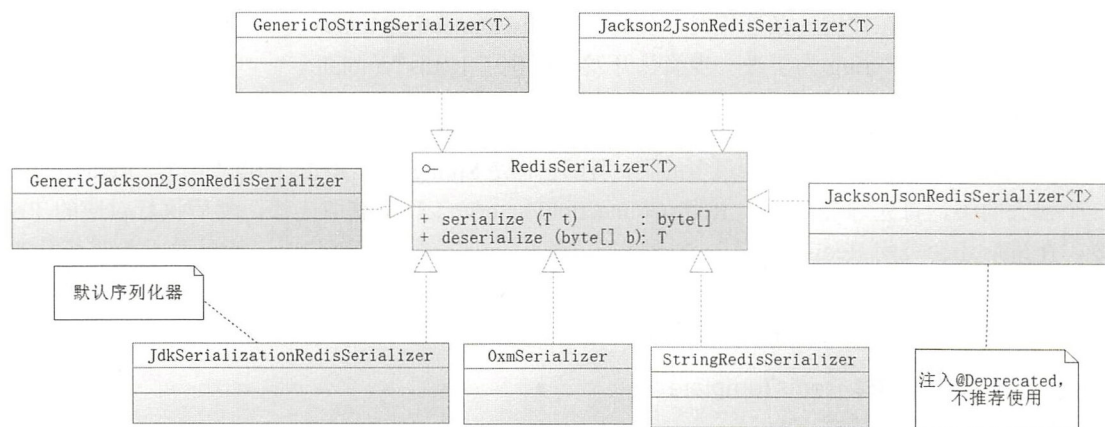 GenericToStringSerializer<T>
Jackson2JsonRedisSerializer<T>
RedisSerializer<T>
+ serialize (T t) : byte[]
+ deserialize (byte[] b): T
GenericJackson2JsonRedisSerializer
JacksonJsonRedisSerializer<T>
默认序列化器
JdkSerializationRedisSerializer
OxmSerializer
StringRedisSerializer
注入@Deprecated,
不推荐使用